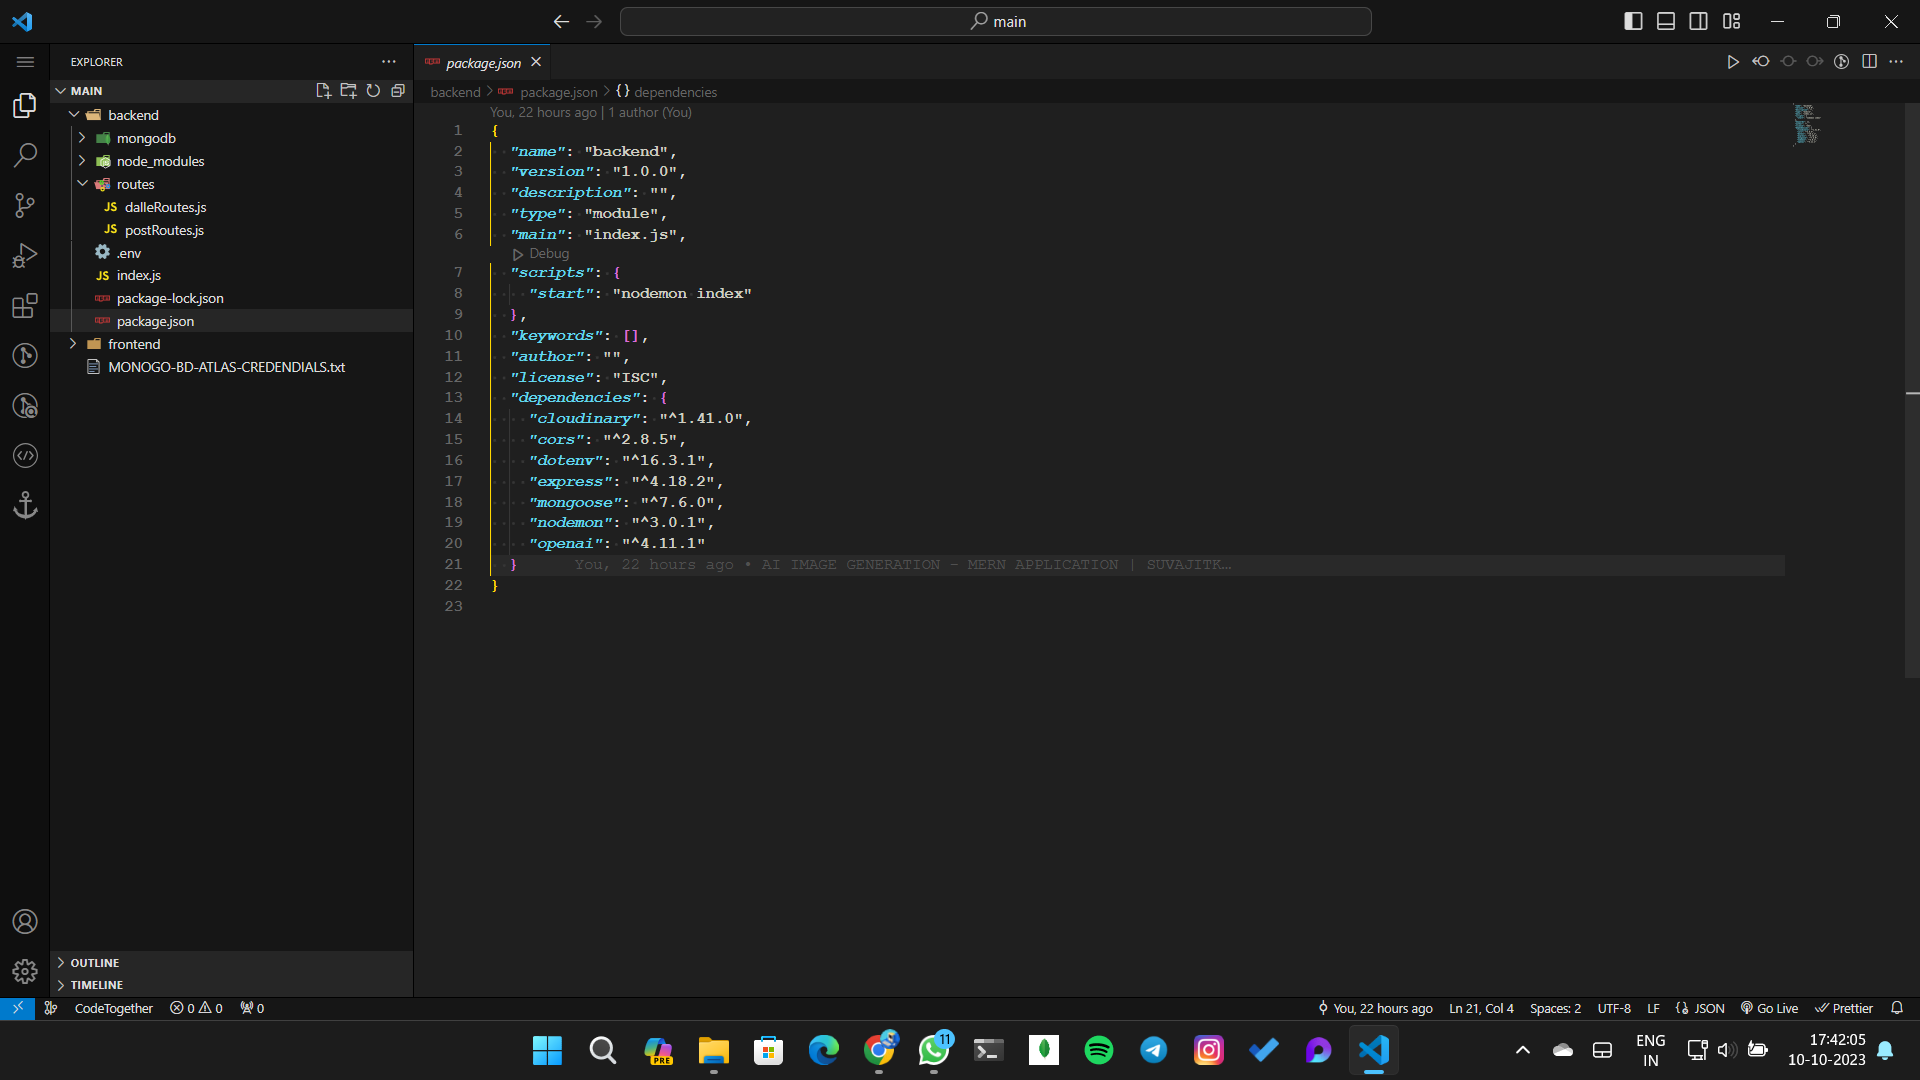 main
EXPLORER
MAIN
backend
mongodb
node_modules
routes
JS dalleRoutes.js
JS postRoutes.js
.env
JS index.js
package-lock.json
package.json
frontend
MONOGO-BD-ATLAS-CREDENDIALS.txt
OUTLINE
TIMELINE
package.json
backend > package.json > {} dependencies
You, 22 hours ago | 1 author (You)
1 {
2 "name": "backend",
3 "version": "1.0.0",
4 "description": "",
5 "type": "module",
6 "main": "index.js",
Debug
7 "scripts": {
8 "start": "nodemon index"
9 },
10 "keywords": [],
11 "author": "",
12 "license": "ISC",
13 "dependencies": {
14 "cloudinary": "^1.41.0",
15 "cors": "^2.8.5",
16 "dotenv": "^16.3.1",
17 "express": "^4.18.2",
18 "mongoose": "^7.6.0",
19 "nodemon": "^3.0.1",
20 "openai": "^4.11.1"
21 } You, 22 hours ago • AI IMAGE GENERATION - MERN APPLICATION | SUVAJITK…
22 }
23
CodeTogether 0 0 0 You, 22 hours ago Ln 21, Col 4 Spaces: 2 UTF-8 LF {} JSON Go Live Prettier
PRE
11
ENG
IN
17:42:05
10-10-2023